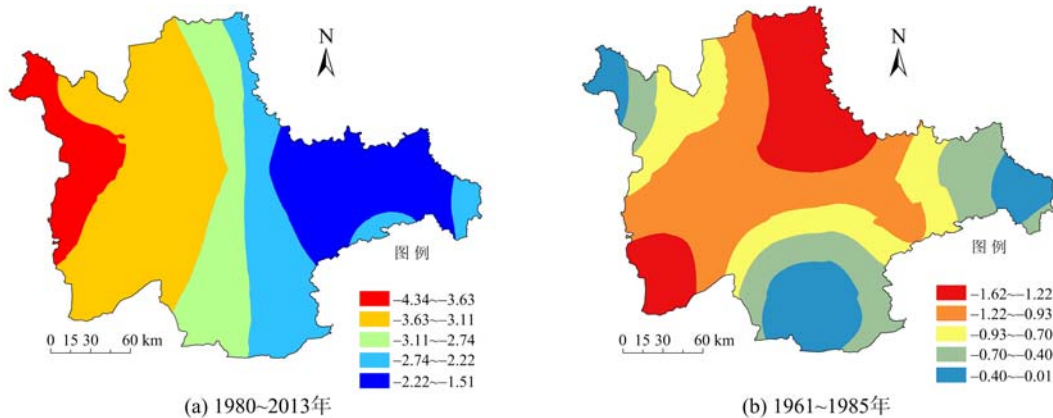 N
图 例
−4.34~−3.63
−3.63~−3.11
−3.11~−2.74
−2.74~−2.22
−2.22~−1.51
0 15 30 60 km
(a) 1980~2013年
N
图 例
−1.62~−1.22
−1.22~−0.93
−0.93~−0.70
−0.70~−0.40
−0.40~−0.01
0 15 30 60 km
(b) 1961~1985年